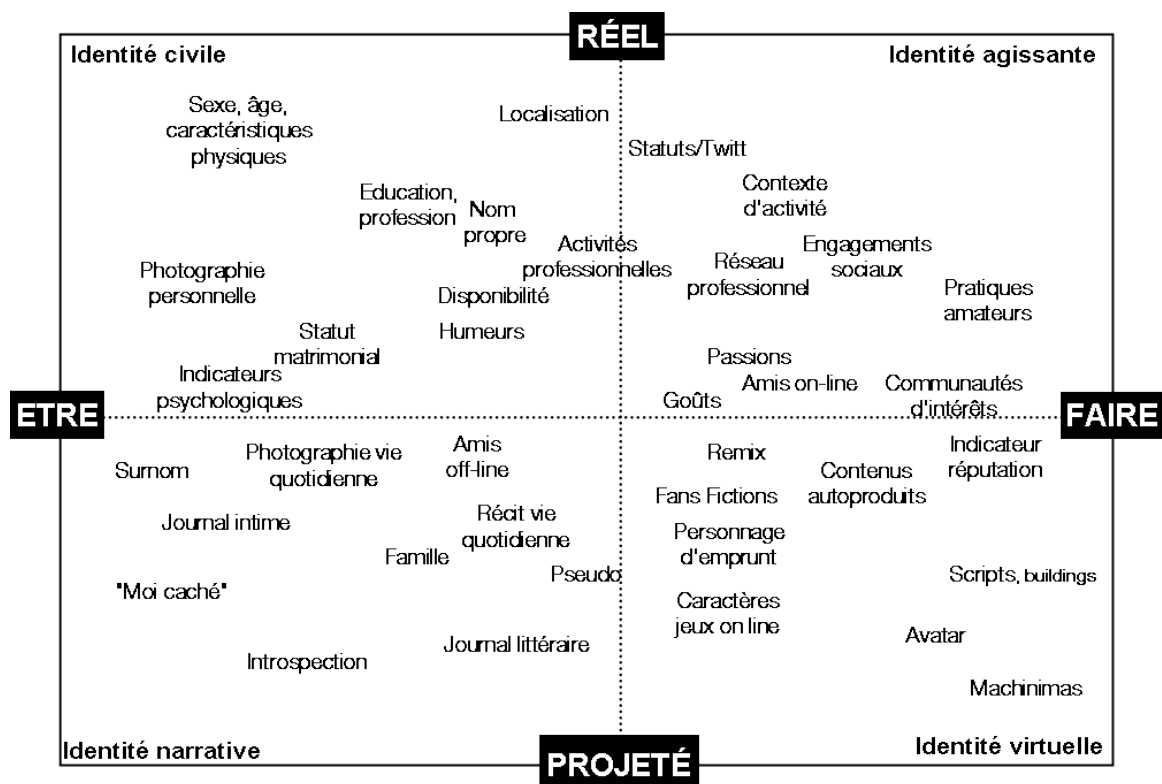 RÉEL
Identité civile
Identité agissante
Sexe, âge,
caractéristiques
physiques
Localisation
Statuts/Twitt
Contexte
d'activité
Education,
profession
Nom
propre
Activités
professionnelles
Engagements
sociaux
Réseau
professionnel
Photographie
personnelle
Disponibilité
Pratiques
amateurs
Statut
matrimonial
Humeurs
Passions
Indicateurs
psychologiques
Amis on-line
Goûts
Communautés
d'intérêts
ETRE
FAIRE
Surnom
Photographie vie
quotidienne
Amis
off-line
Remix
Contenus
autoproduits
Indicateur
réputation
Fans Fictions
Journal intime
Récit vie
quotidienne
Famille
Personnage
d'emprunt
Pseudo
"Moi caché"
Scripts, buildings
Caractères
jeux on line
Journal littéraire
Avatar
Introspection
Machinimas
Identité narrative
Identité virtuelle
PROJETÉ